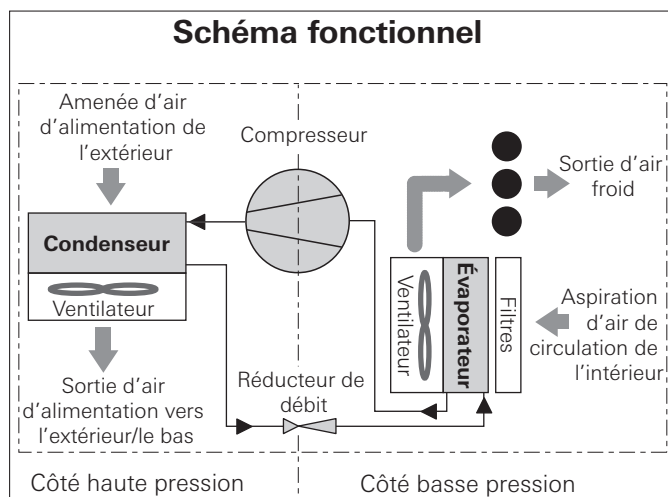 Schéma fonctionnel
Amenée d'air
d'alimentation de
l'extérieur
Compresseur
Sortie d'air
froid
Condenseur
Ventilateur
Ventilateur
Évaporateur
Filtres
Aspiration
d'air de
circulation de
l'intérieur
Sortie d'air
d'alimentation vers
l'extérieur/le bas
Réducteur de
débit
Côté haute pression
Côté basse pression